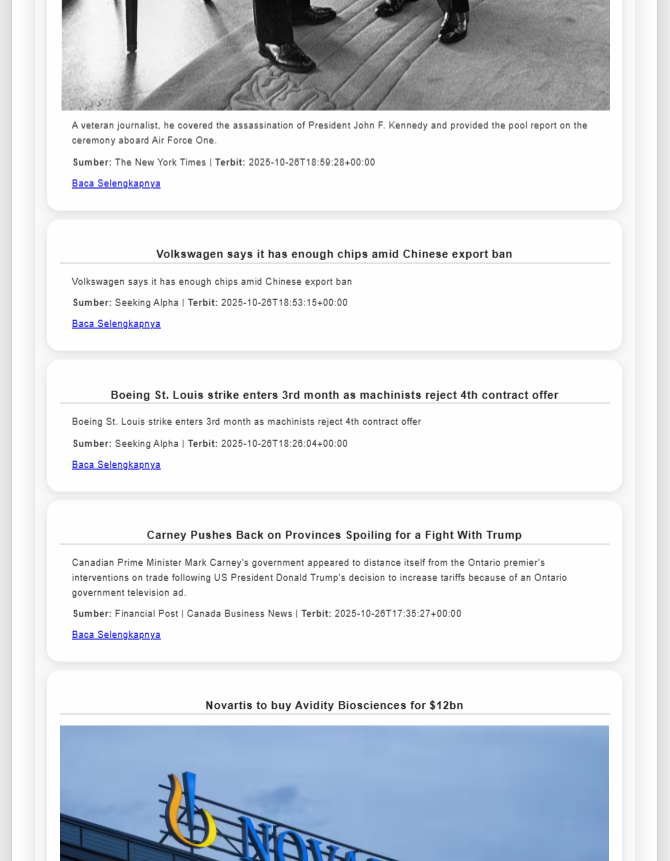 A veteran journalist, he covered the assassination of President John F. Kennedy and provided the pool report on the
ceremony aboard Air Force One.
Sumber: The New York Times | Terbit: 2025-10-26T18:59:28+00:00
Baca Selengkapnya
Volkswagen says it has enough chips amid Chinese export ban
Volkswagen says it has enough chips amid Chinese export ban
Sumber: Seeking Alpha | Terbit: 2025-10-26T18:53:15+00:00
Baca Selengkapnya
Boeing St. Louis strike enters 3rd month as machinists reject 4th contract offer
Boeing St. Louis strike enters 3rd month as machinists reject 4th contract offer
Sumber: Seeking Alpha | Terbit: 2025-10-26T18:26:04+00:00
Baca Selengkapnya
Carney Pushes Back on Provinces Spoiling for a Fight With Trump
Canadian Prime Minister Mark Carney's government appeared to distance itself from the Ontario premier's
interventions on trade following US President Donald Trump's decision to increase tariffs because of an Ontario
government television ad.
Sumber: Financial Post | Canada Business News | Terbit: 2025-10-26T17:35:27+00:00
Baca Selengkapnya
Novartis to buy Avidity Biosciences for $12bn